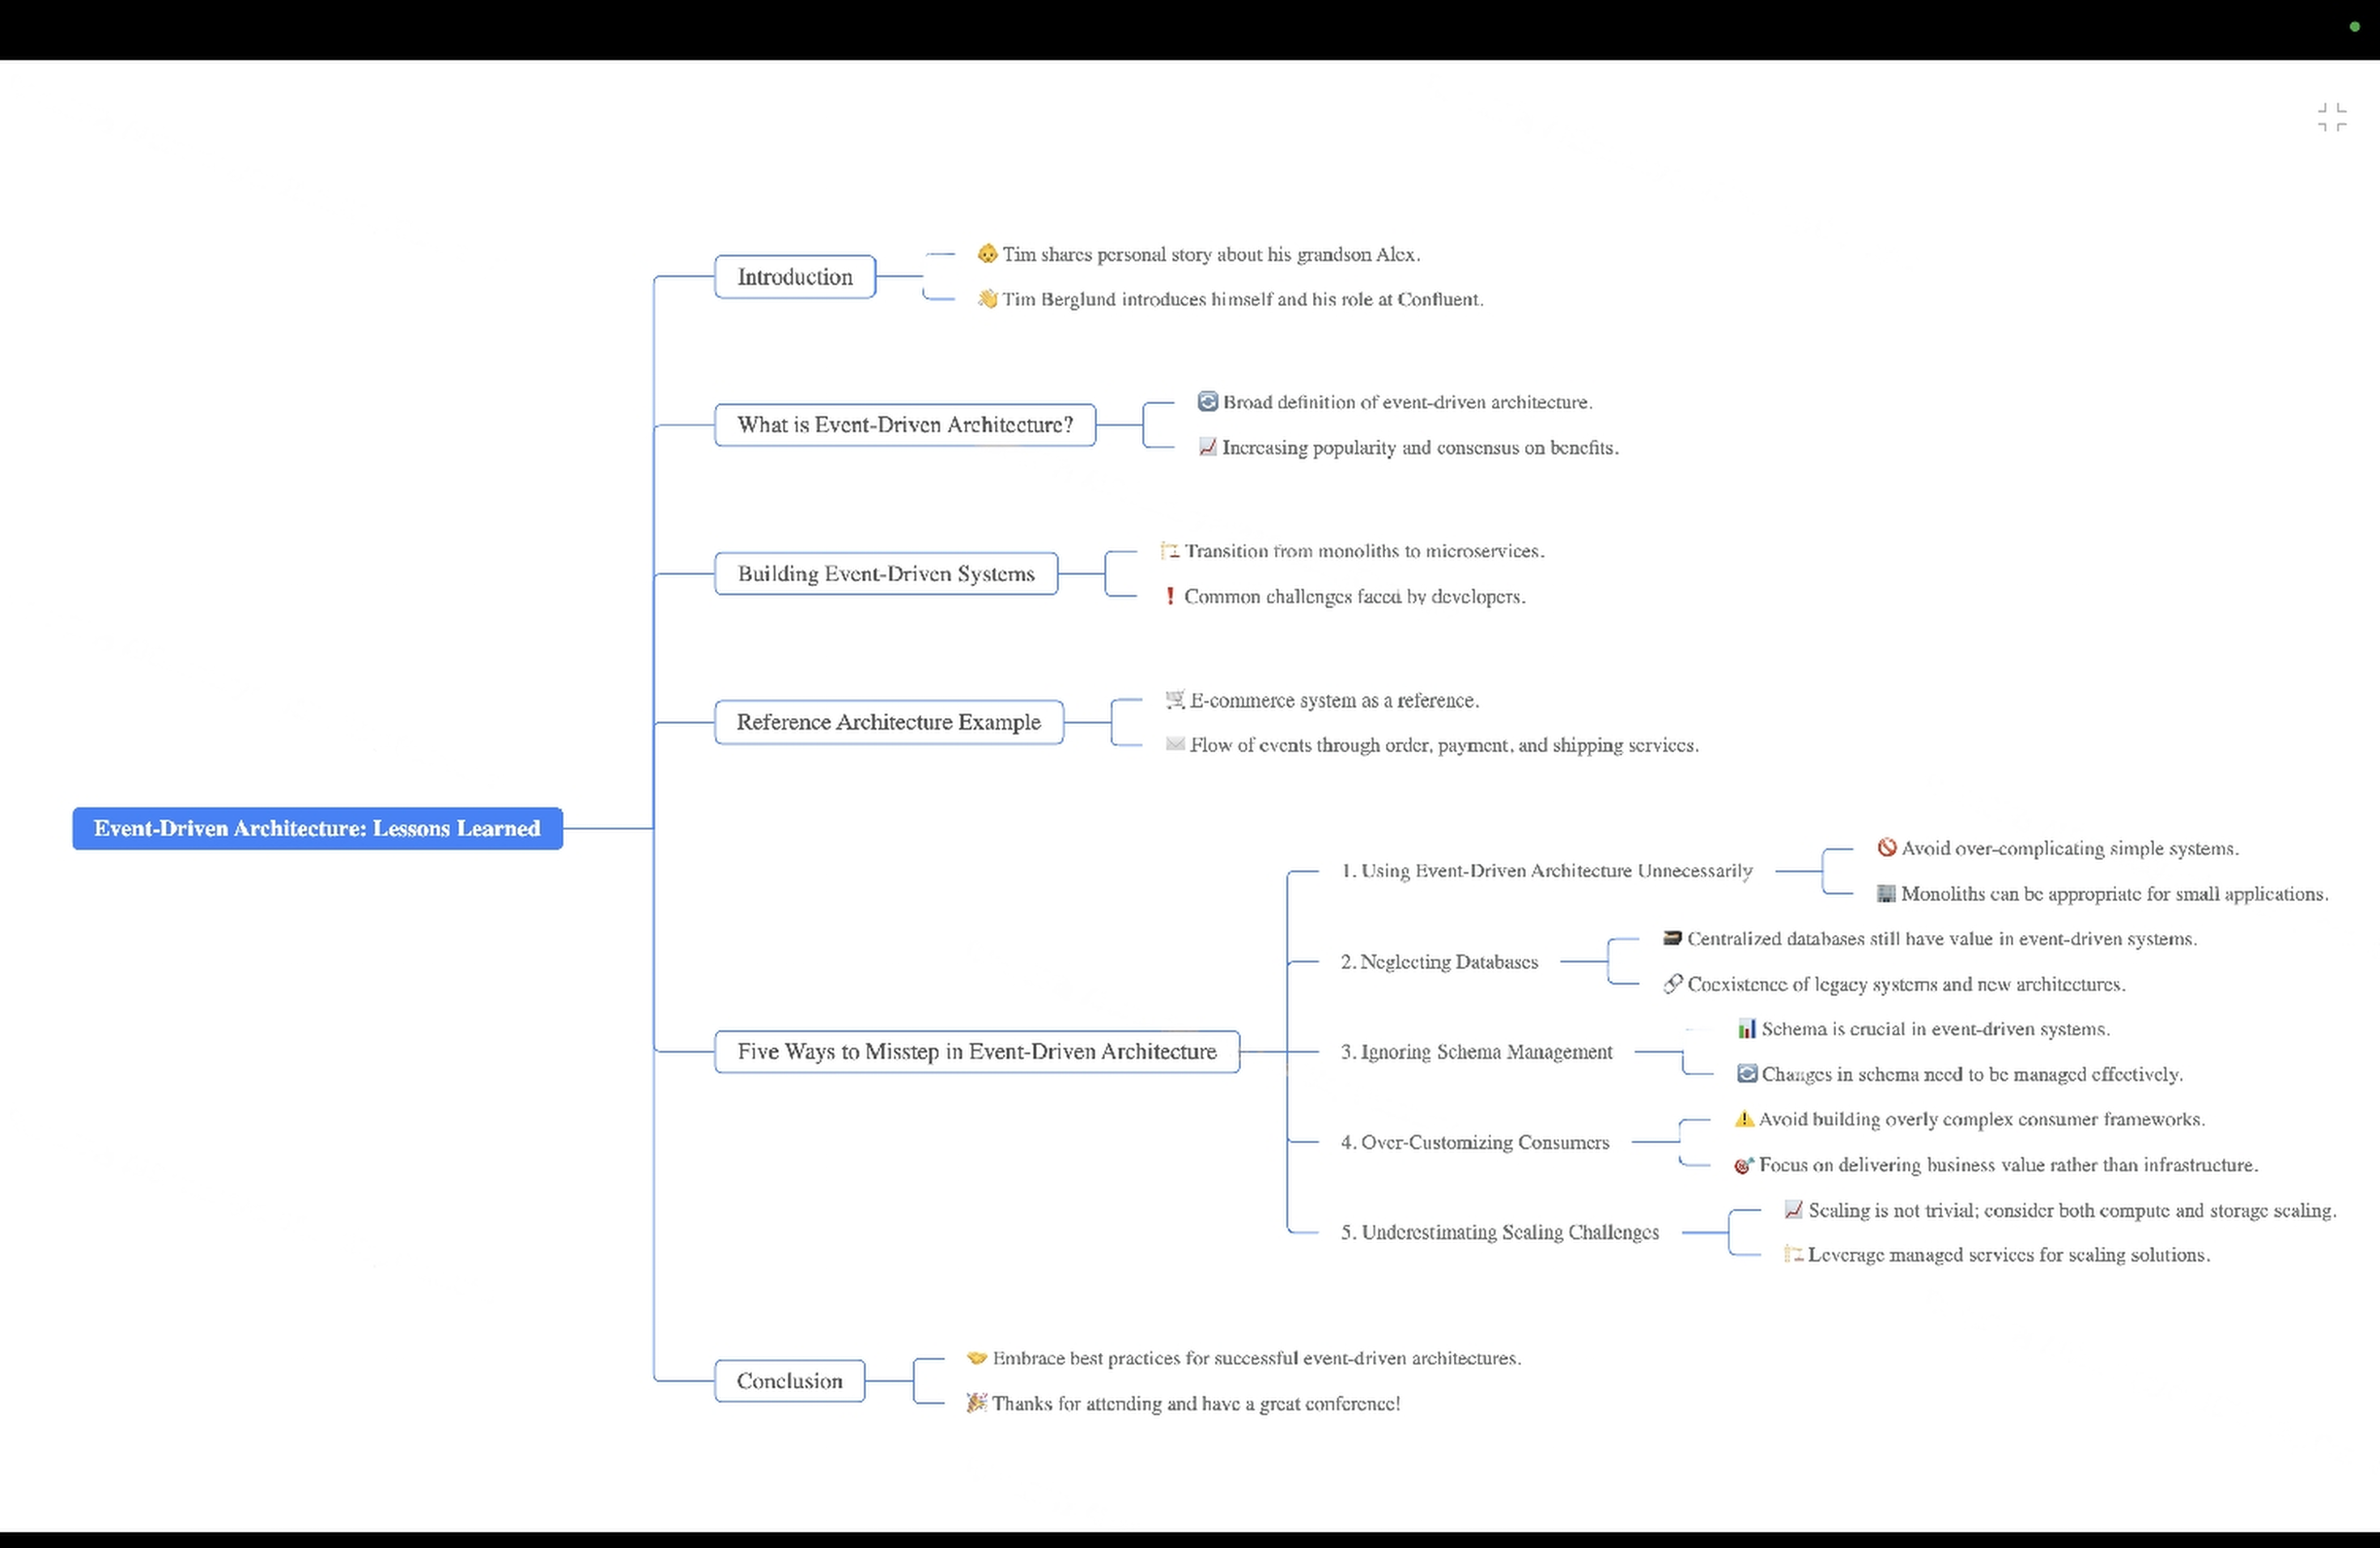 Introduction
👶 Tim shares personal story about his grandson Alex.
👋 Tim Berglund introduces himself and his role at Confluent.
What is Event-Driven Architecture?
🔄 Broad definition of event-driven architecture.
📈 Increasing popularity and consensus on benefits.
Building Event-Driven Systems
🏗️ Transition from monoliths to microservices.
❗ Common challenges faced by developers.
Reference Architecture Example
🛒 E-commerce system as a reference.
✉️ Flow of events through order, payment, and shipping services.
Event-Driven Architecture: Lessons Learned
Five Ways to Misstep in Event-Driven Architecture
1. Using Event-Driven Architecture Unnecessarily
🚫 Avoid over-complicating simple systems.
🏢 Monoliths can be appropriate for small applications.
2. Neglecting Databases
🗃️ Centralized databases still have value in event-driven systems.
🔗 Coexistence of legacy systems and new architectures.
3. Ignoring Schema Management
📊 Schema is crucial in event-driven systems.
🔄 Changes in schema need to be managed effectively.
4. Over-Customizing Consumers
⚠️ Avoid building overly complex consumer frameworks.
🎯 Focus on delivering business value rather than infrastructure.
5. Underestimating Scaling Challenges
📈 Scaling is not trivial; consider both compute and storage scaling.
🏗️ Leverage managed services for scaling solutions.
Conclusion
🤝 Embrace best practices for successful event-driven architectures.
🎉 Thanks for attending and have a great conference!